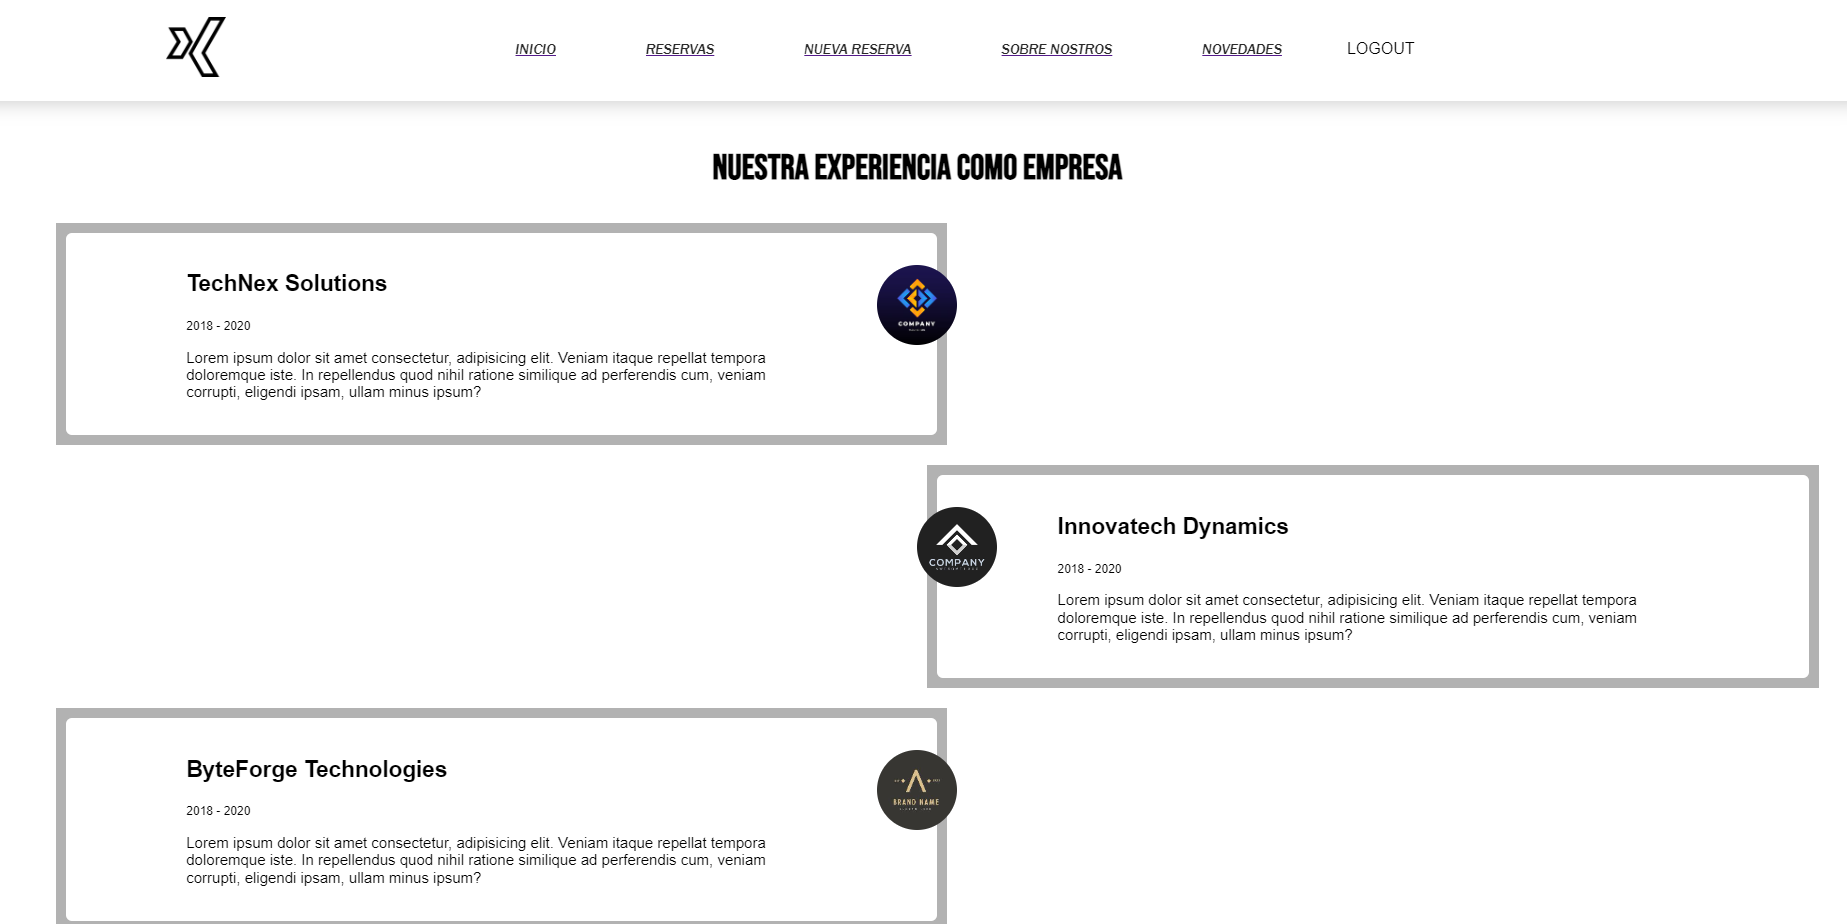 INICIO RESERVAS NUEVA RESERVA SOBRE NOSTROS NOVEDADES LOGOUT
NUESTRA EXPERIENCIA COMO EMPRESA
TechNex Solutions
COMPANY
2018 - 2020
Lorem ipsum dolor sit amet consectetur, adipisicing elit. Veniam itaque repellat tempora
doloremque iste. In repellendus quod nihil ratione similique ad perferendis cum, veniam
corrupti, eligendi ipsam, ullam minus ipsum?
Innovatech Dynamics
COMPANY
2018 - 2020
Lorem ipsum dolor sit amet consectetur, adipisicing elit. Veniam itaque repellat tempora
doloremque iste. In repellendus quod nihil ratione similique ad perferendis cum, veniam
corrupti, eligendi ipsam, ullam minus ipsum?
ByteForge Technologies
BRAND NAME
2018 - 2020
Lorem ipsum dolor sit amet consectetur, adipisicing elit. Veniam itaque repellat tempora
doloremque iste. In repellendus quod nihil ratione similique ad perferendis cum, veniam
corrupti, eligendi ipsam, ullam minus ipsum?